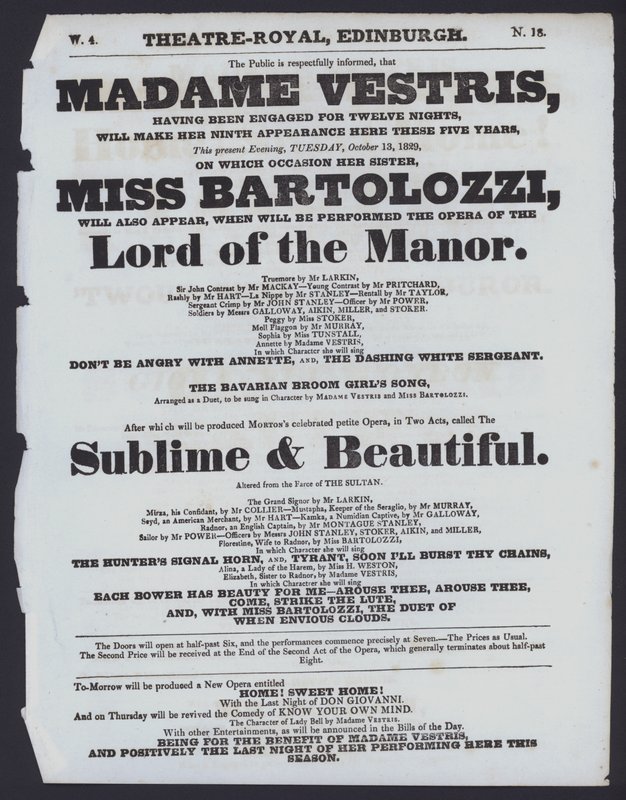 W. 4.
THEATRE-ROYAL, EDINBURGH.
N. 18.
The Public is respectfully informed, that
MADAME VESTRIS,
HAVING BEEN ENGAGED FOR TWELVE NIGHTS,
WILL MAKE HER NINTH APPEARANCE HERE THESE FIVE YEARS,
This present Evening, TUESDAY, October 13, 1829,
ON WHICH OCCASION HER SISTER,
MISS BARTOLOZZI,
WILL ALSO APPEAR, WHEN WILL BE PERFORMED THE OPERA OF THE
Lord of the Manor.
Truemore by Mr LARKIN,
Sir John Contrast by Mr MACKAY—Young Contrast by Mr PRITCHARD,
Rashly by Mr HART—La Nippe by Mr STANLEY—Rentall by Mr TAYLOR,
Sergeant Crimp by Mr JOHN STANLEY—Officer by Mr POWER,
Soldiers by Messrs GALLOWAY, AIKIN, MILLER, and STOKER.
Peggy by Miss STOKER,
Moll Flaggon by Mr MURRAY,
Sophia by Miss TUNSTALL,
Annette by Madame VESTRIS,
In which Character she will sing
DON'T BE ANGRY WITH ANNETTE, AND, THE DASHING WHITE SERGEANT.
THE BAVARIAN BROOM GIRL'S SONG,
Arranged as a Duet, to be sung in Character by MADAME VESTRIS and MISS BARTOLOZZI.
After which will be produced MORTON's celebrated petite Opera, in Two Acts, called The
Sublime & Beautiful.
Altered from the Farce of THE SULTAN.
The Grand Signor by Mr LARKIN,
Mirza, his Confidant, by Mr COLLIER—Mustapha, Keeper of the Seraglio, by Mr MURRAY,
Seyd, an American Merchant, by Mr HART—Kamka, a Numidian Captive, by Mr GALLOWAY,
Radnor, an English Captain, by Mr MONTAGUE STANLEY,
Sailor by Mr POWER—Officers by Messrs JOHN STANLEY, STOKER, AIKIN, and MILLER,
Florestine, Wife to Radnor, by Miss BARTOLOZZI,
In which Character she will sing
THE HUNTER'S SIGNAL HORN, AND, TYRANT, SOON I'LL BURST THY CHAINS,
Alina, a Lady of the Harem, by Miss H. WESTON,
Elizabeth, Sister to Radnor, by Madame VESTRIS,
In which Character she will sing
EACH BOWER HAS BEAUTY FOR ME—AROUSE THEE, AROUSE THEE,
COME, STRIKE THE LUTE,
AND, WITH MISS BARTOLOZZI, THE DUET OF
WHEN ENVIOUS CLOUDS.
The Doors will open at half-past Six, and the performances commence precisely at Seven.—The Prices as Usual.
The Second Price will be received at the End of the Second Act of the Opera, which generally terminates about half-past
Eight.
To-Morrow will be produced a New Opera entitled
HOME! SWEET HOME!
With the Last Night of DON GIOVANNI.
And on Thursday will be revived the Comedy of KNOW YOUR OWN MIND.
The Character of Lady Bell by Madame VESTRIS.
With other Entertainments, as will be announced in the Bills of the Day.
BEING FOR THE BENEFIT OF MADAME VESTRIS,
AND POSITIVELY THE LAST NIGHT OF HER PERFORMING HERE THIS
SEASON.